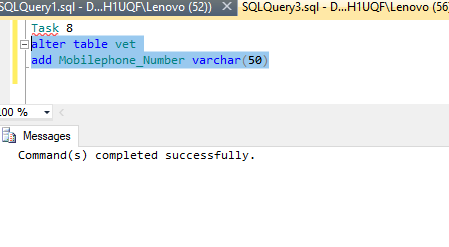 SQLQuery1.sql - D...H1UQF\Lenovo (52)) SQLQuery3.sql - D...H1UQF\Lenovo (56
Task 8
alter table vet
add Mobilephone_Number varchar(50)
.00 %
Messages
Command(s) completed successfully.